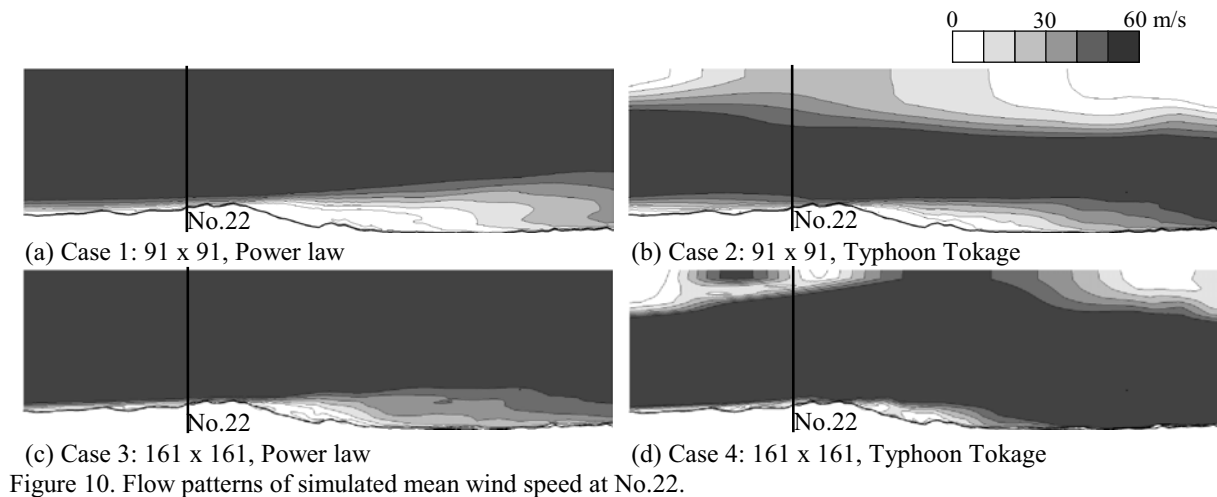 0 30 60 m/s
No.22 No.22
(a) Case 1: 91 x 91, Power law (b) Case 2: 91 x 91, Typhoon Tokage
No.22 No.22
(c) Case 3: 161 x 161, Power law (d) Case 4: 161 x 161, Typhoon Tokage
Figure 10. Flow patterns of simulated mean wind speed at No.22.